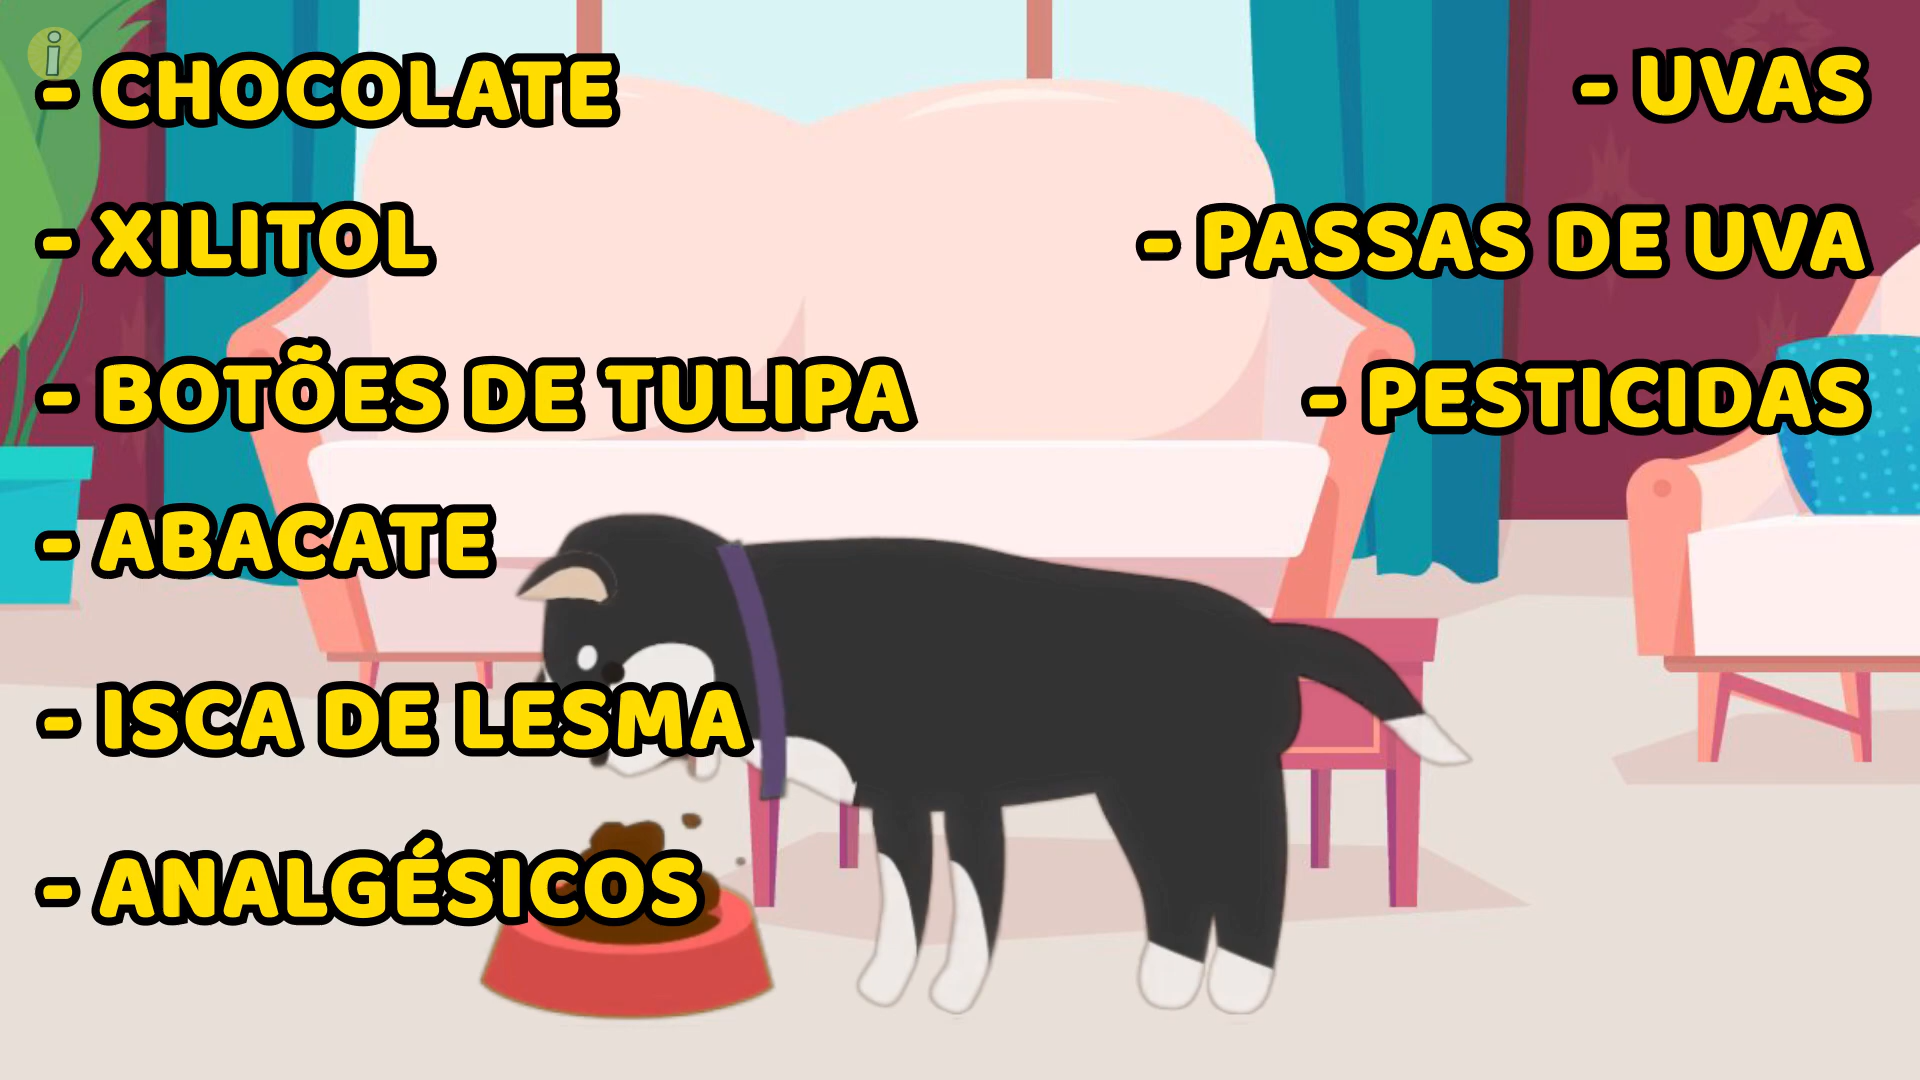 - CHOCOLATE
- XILITOL
- BOTÕES DE TULIPA
- ABACATE
- ISCA DE LESMA
- ANALGÉSICOS
- UVAS
- PASSAS DE UVA
- PESTICIDAS
i